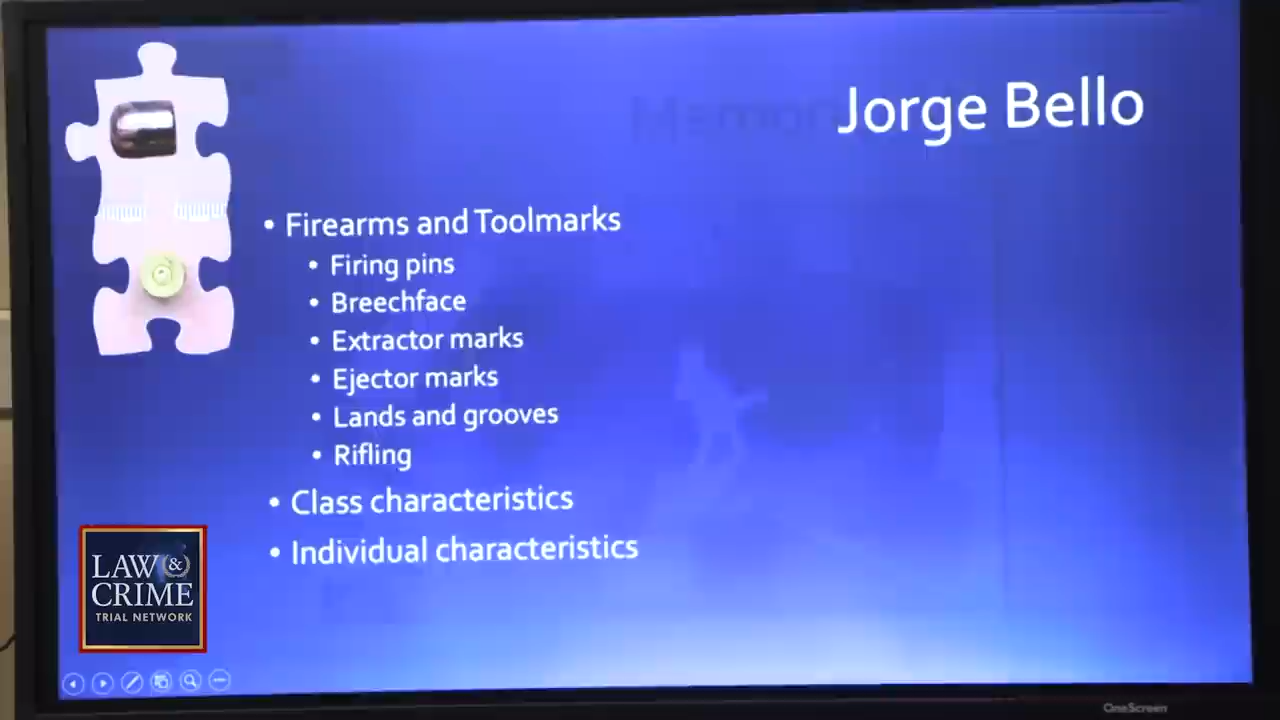 Jorge Bello
• Firearms and Toolmarks
• Firing pins
• Breechface
• Extractor marks
• Ejector marks
• Lands and grooves
• Rifling
• Class characteristics
• Individual characteristics
LAW &
CRIME
TRIAL NETWORK
OneScreen